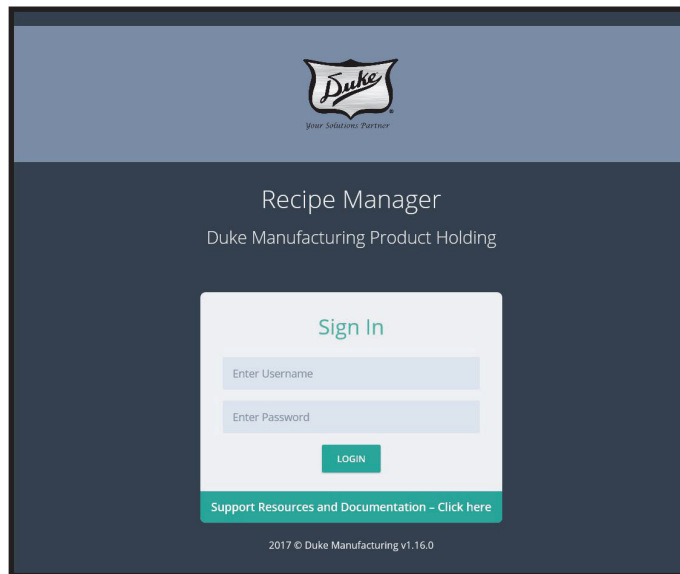 Duke
®
Your Solutions Partner
Recipe Manager
Duke Manufacturing Product Holding
Sign In
Enter Username
Enter Password
LOGIN
Support Resources and Documentation – Click here
2017 © Duke Manufacturing v1.16.0